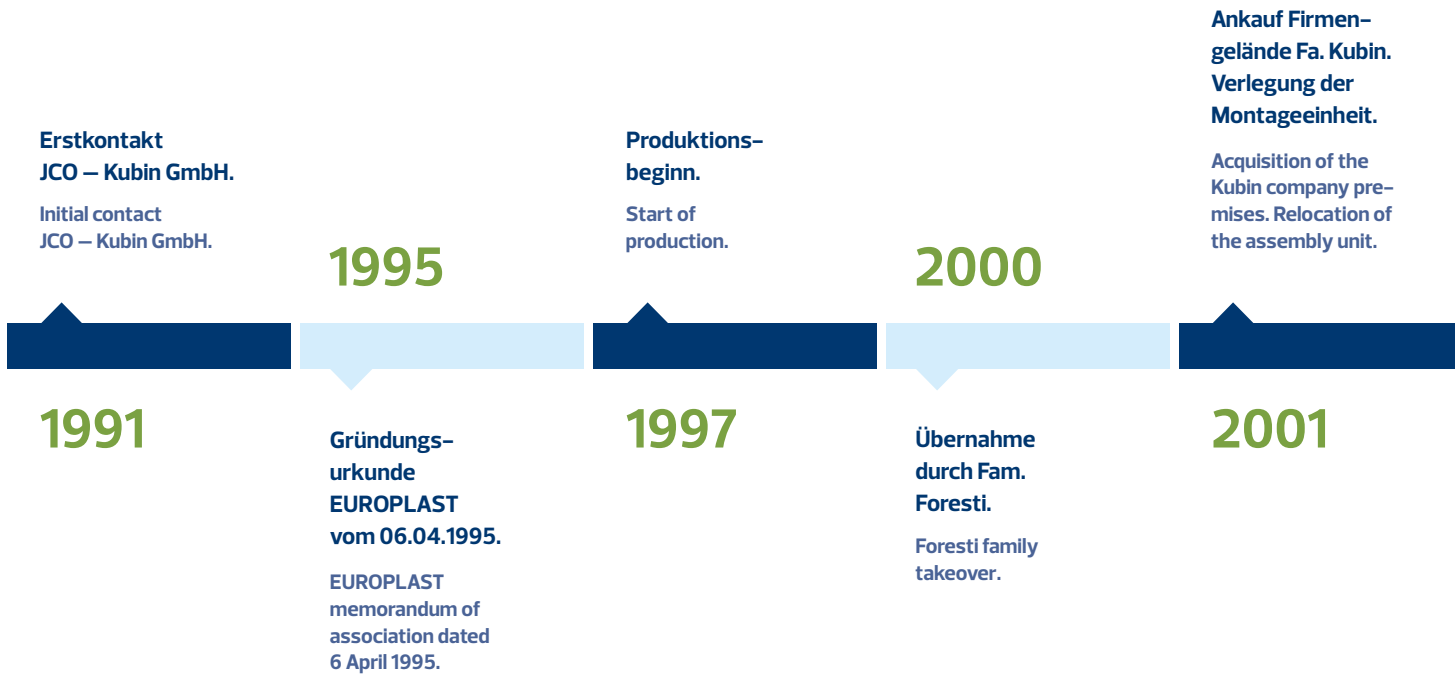 Erstkontakt
JCO – Kubin GmbH.
Initial contact
JCO – Kubin GmbH.
1991
1995
Gründungs-
urkunde
EUROPLAST
vom 06.04.1995.
EUROPLAST
memorandum of
association dated
6 April 1995.
Produktions-
beginn.
Start of
production.
1997
2000
Übernahme
durch Fam.
Foresti.
Foresti family
takeover.
Ankauf Firmen-
gelände Fa. Kubin.
Verlegung der
Montageeinheit.
Acquisition of the
Kubin company pre-
mises. Relocation of
the assembly unit.
2001